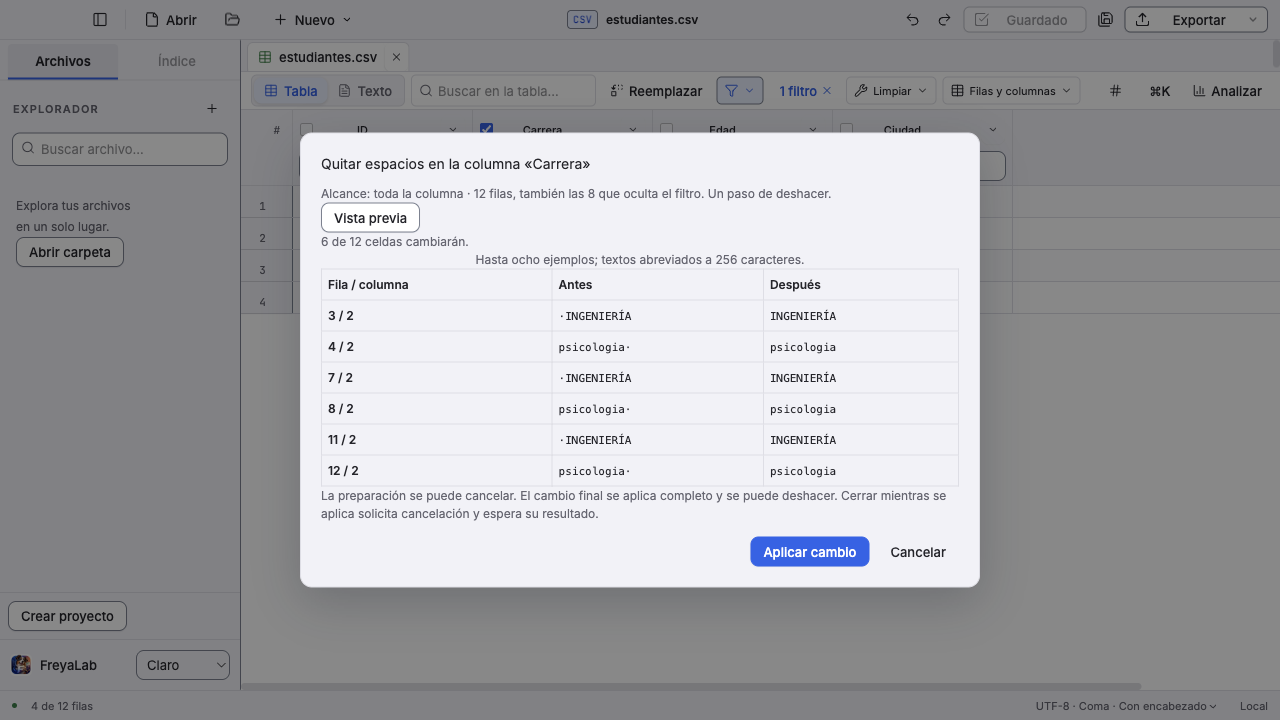 Abrir
Nuevo
CSV estudiantes.csv
Guardado
Exportar
Archivos
Índice
estudiantes.csv
EXPLORADOR
Tabla
Texto
Buscar en la tabla...
Reemplazar
1 filtro
Limpiar
Filas y columnas
#
⌘K
Analizar
Buscar archivo...
# ID Carrera Edad Ciudad
Explora tus archivos
en un solo lugar.
Abrir carpeta
1
2
3
4
Quitar espacios en la columna «Carrera»
Alcance: toda la columna · 12 filas, también las 8 que oculta el filtro. Un paso de deshacer.
Vista previa
6 de 12 celdas cambiarán.
Hasta ocho ejemplos; textos abreviados a 256 caracteres.
Fila / columna Antes Después
3 / 2 ·INGENIERÍA INGENIERÍA
4 / 2 psicologia· psicologia
7 / 2 ·INGENIERÍA INGENIERÍA
8 / 2 psicologia· psicologia
11 / 2 ·INGENIERÍA INGENIERÍA
12 / 2 psicologia· psicologia
La preparación se puede cancelar. El cambio final se aplica completo y se puede deshacer. Cerrar mientras se
aplica solicita cancelación y espera su resultado.
Aplicar cambio
Cancelar
Crear proyecto
FreyaLab
Claro
4 de 12 filas
UTF-8 · Coma · Con encabezado
Local